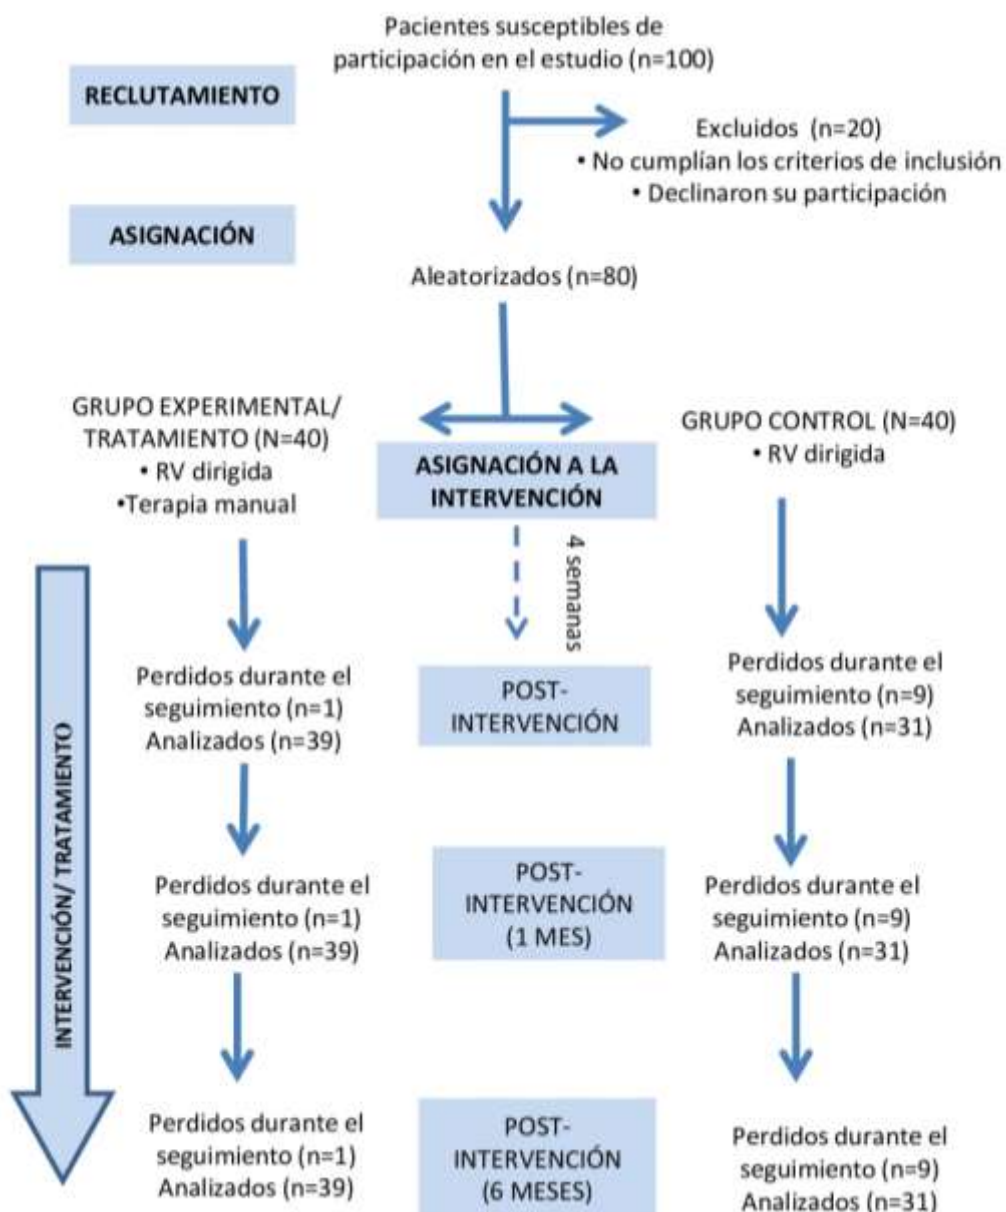 Pacientes susceptibles de
participación en el estudio (n=100)
RECLUTAMIENTO
Excluidos (n=20)
• No cumplían los criterios de inclusión
• Declinaron su participación
ASIGNACIÓN
Aleatorizados (n=80)
GRUPO EXPERIMENTAL/
TRATAMIENTO (N=40)
• RV dirigida
•Terapia manual
ASIGNACIÓN A LA
INTERVENCIÓN
GRUPO CONTROL (N=40)
• RV dirigida
4 semanas
INTERVENCIÓN/ TRATAMIENTO
Perdidos durante el
seguimiento (n=1)
Analizados (n=39)
POST-
INTERVENCIÓN
Perdidos durante el
seguimiento (n=9)
Analizados (n=31)
Perdidos durante el
seguimiento (n=1)
Analizados (n=39)
POST-
INTERVENCIÓN
(1 MES)
Perdidos durante el
seguimiento (n=9)
Analizados (n=31)
Perdidos durante el
seguimiento (n=1)
Analizados (n=39)
POST-
INTERVENCIÓN
(6 MESES)
Perdidos durante el
seguimiento (n=9)
Analizados (n=31)